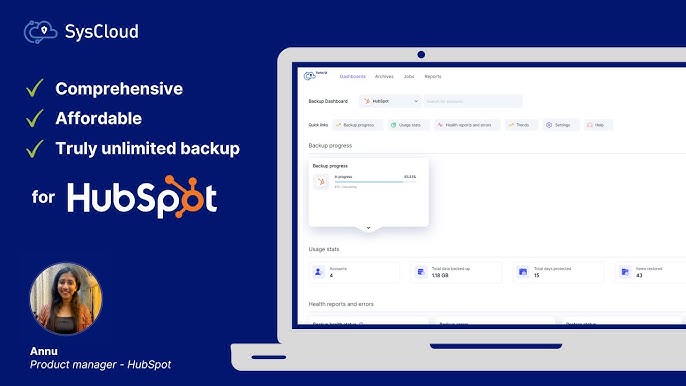 SysCloud
Comprehensive
Affordable
Truly unlimited backup
for HubSpot
Annu
Product manager - HubSpot
Dashboards Archives Jobs Reports
Backup Dashboard HubSpot Search for accounts
Quick links Backup progress Usage stats Health reports and errors Trends Settings Help
Backup progress
Backup progress
In progress
Usage stats
Accounts
4
Total data backed up
1.18 GB
Total days protected
15
Items restored
43
Health reports and errors